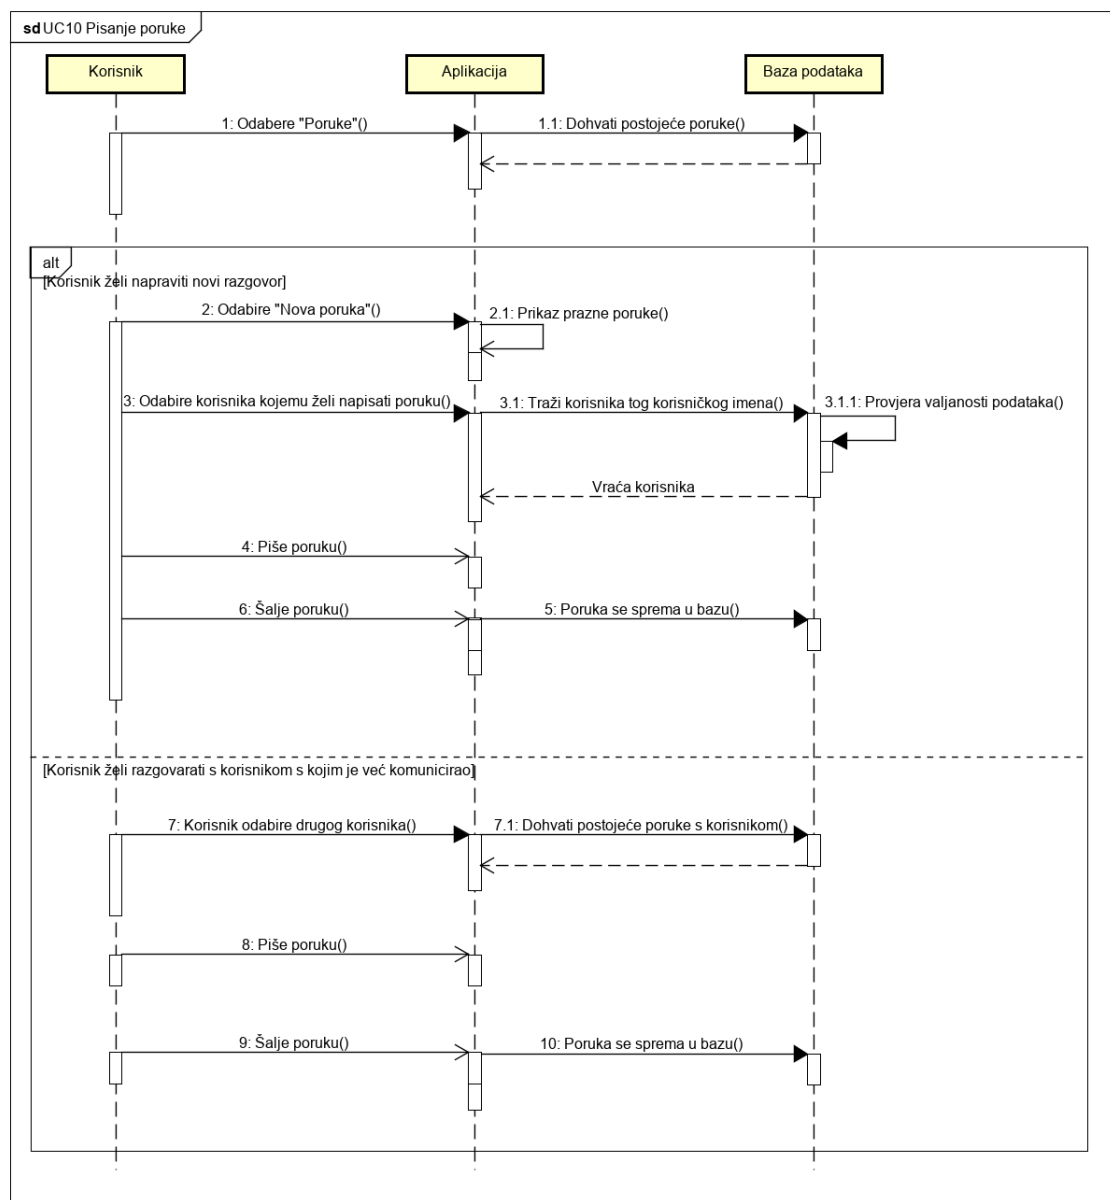 sd UC10 Pisanje poruke
Korisnik
Aplikacija
Baza podataka
1: Odabere "Poruke"()
1.1: Dohvati postojeće poruke()
alt
[Korisnik želi napraviti novi razgovor]
2: Odabire "Nova poruka"()
2.1: Prikaz prazne poruke()
3: Odabire korisnika kojemu želi napisati poruku()
3.1: Traži korisnika tog korisničkog imena()
3.1.1: Provjera valjanosti podataka()
Vraća korisnika
4: Piše poruku()
6: Šalje poruku()
5: Poruka se sprema u bazu()
[Korisnik želi razgovarati s korisnikom s kojim je već komunicirao]
7: Korisnik odabire drugog korisnika()
7.1: Dohvati postojeće poruke s korisnikom()
8: Piše poruku()
9: Šalje poruku()
10: Poruka se sprema u bazu()